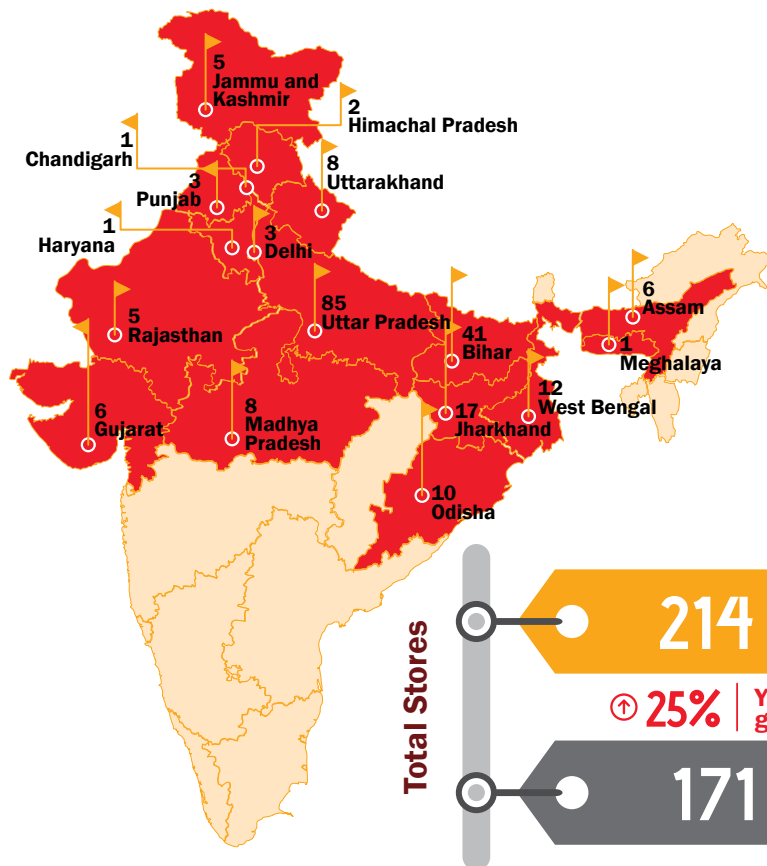 5
Jammu and
Kashmir
2
Himachal Pradesh
1
Chandigarh
8
Uttarakhand
3
Punjab
1
Haryana
3
Delhi
5
Rajasthan
85
Uttar Pradesh
41
Bihar
6
Assam
1
Meghalaya
6
Gujarat
8
Madhya
Pradesh
17
Jharkhand
12
West Bengal
10
Odisha
Total Stores
214
25%
171